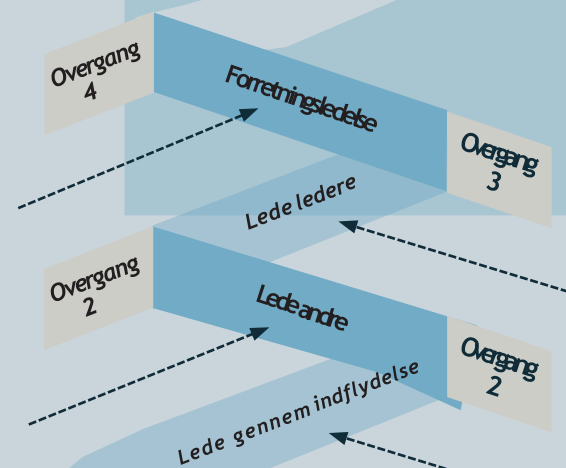 Overgang
4
Forretningsledelse
Overgang
3
Lede ledere
Overgang
2
Lede andre
Overgang
2
Lede gennem indflydelse